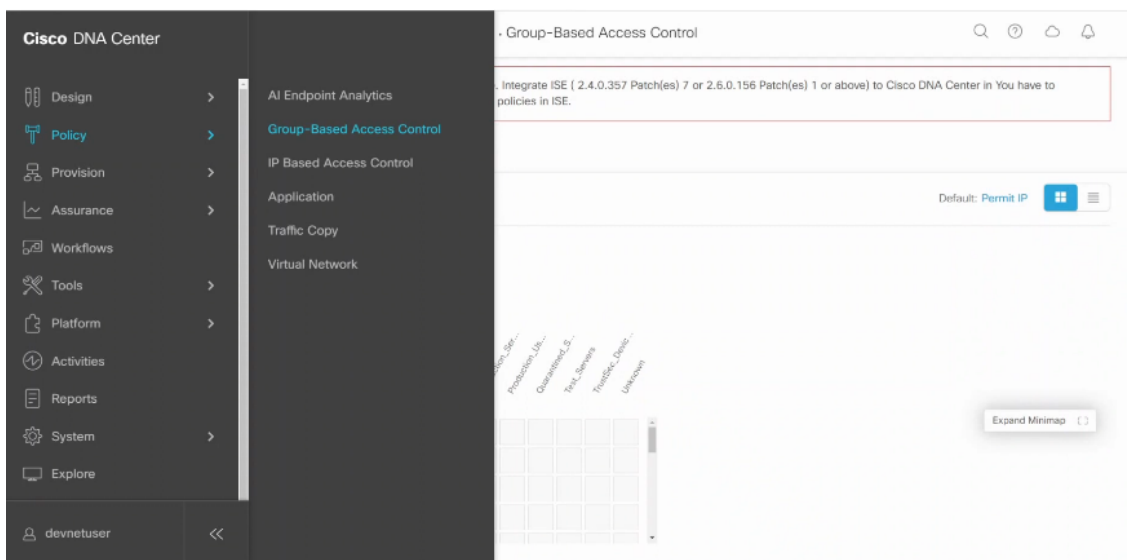 Cisco DNA Center
Design
Policy
Provision
Assurance
Workflows
Tools
Platform
Activities
Reports
System
Explore
devnetuser
AI Endpoint Analytics
Group-Based Access Control
IP Based Access Control
Application
Traffic Copy
Virtual Network
· Group-Based Access Control
. Integrate ISE ( 2.4.0.357 Patch(es) 7 or 2.6.0.156 Patch(es) 1 or above) to Cisco DNA Center in You have to
policies in ISE.
Default: Permit IP
Production_Us...
Quarantined_S...
Test_Servers
TrustSec_Devic...
Unknown
Expand Minimap